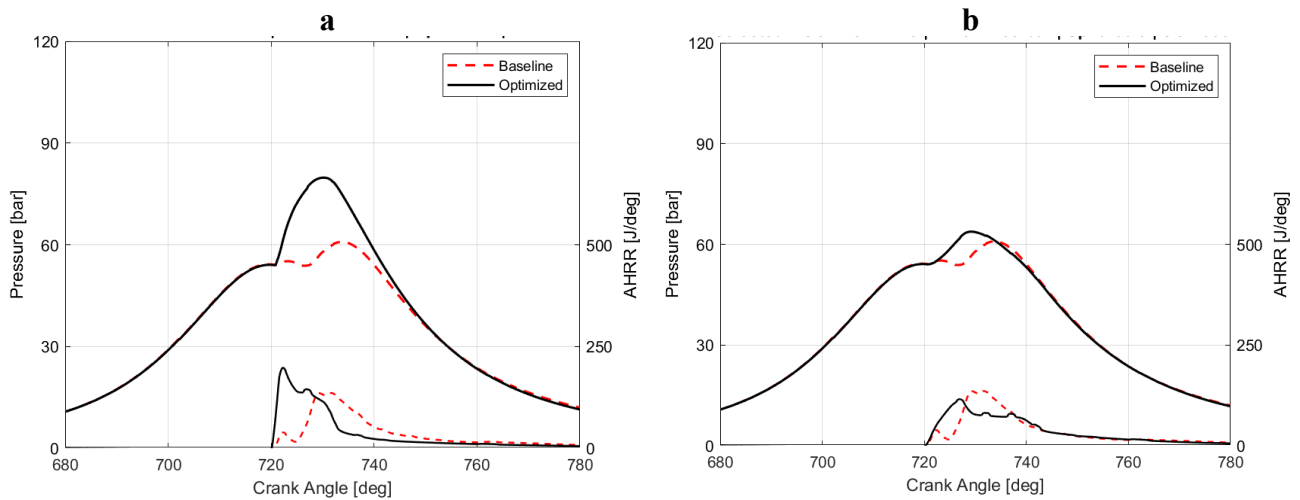 a
120
90
60
30
0
Pressure [bar]
500
250
0
AHRR [J/deg]
680
700
720
740
760
780
Crank Angle [deg]
Baseline
Optimized
b
120
90
60
30
0
Pressure [bar]
500
250
0
AHRR [J/deg]
680
700
720
740
760
780
Crank Angle [deg]
Baseline
Optimized